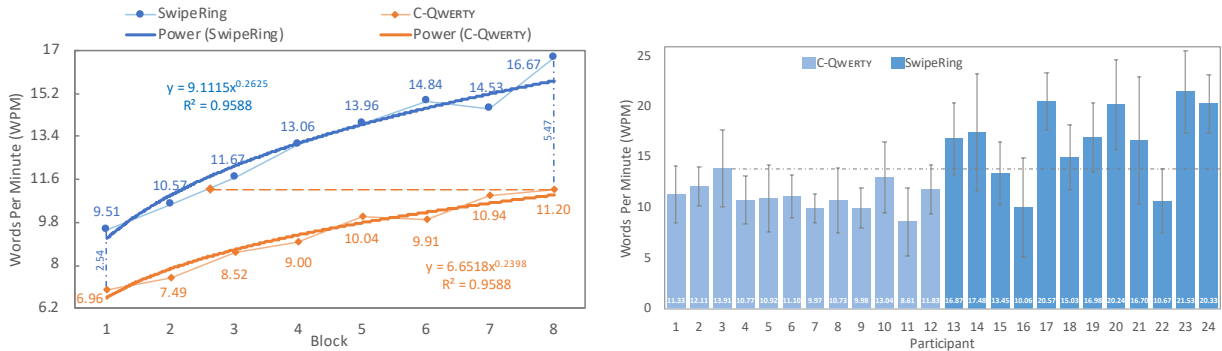 SwipeRing C-QWERTY
Power (SwipeRing) Power (C-QWERTY)
17
15.2
13.4
11.6
9.8
8
6.2
Words Per Minute (WPM)
y = 9.1115x^0.2625
R² = 0.9588
9.51
10.57
11.67
13.06
13.96
14.84
14.53
16.67
2.54
5.47
6.96
7.49
8.52
9.00
10.04
9.91
10.94
11.20
y = 6.6518x^0.2398
R² = 0.9588
1 2 3 4 5 6 7 8
Block
C-QWERTY SwipeRing
25
20
15
10
5
0
Words Per Minute (WPM)
11.33 12.11 13.91 10.77 10.92 11.10 9.97 10.73 9.98 13.04 8.61 11.83 16.87 17.48 13.45 10.06 20.57 15.03 16.98 20.24 16.70 10.67 21.53 20.33
1 2 3 4 5 6 7 8 9 10 11 12 13 14 15 16 17 18 19 20 21 22 23 24
Participant